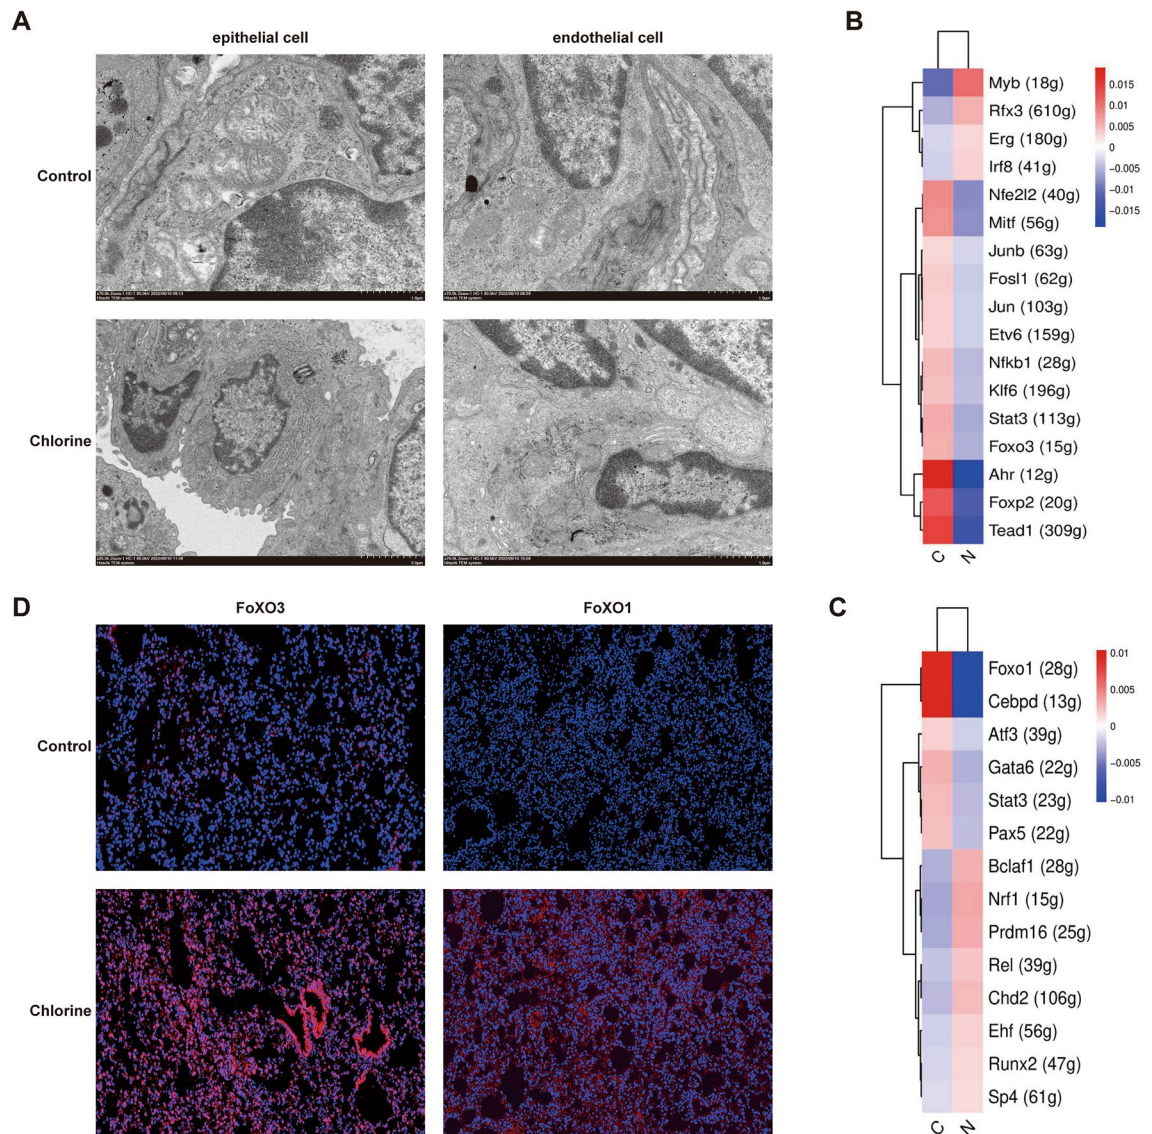 A
epithelial cell
endothelial cell
Control
Chlorine
B
Myb (18g)
Rfx3 (610g)
Erg (180g)
Irf8 (41g)
Nfe2l2 (40g)
Mitf (56g)
Junb (63g)
Fosl1 (62g)
Jun (103g)
Etv6 (159g)
Nfkb1 (28g)
Klf6 (196g)
Stat3 (113g)
Foxo3 (15g)
Ahr (12g)
Foxp2 (20g)
Tead1 (309g)
C
N
0.015
0.01
0.005
0
−0.005
−0.01
−0.015
D
FoXO3
FoXO1
Control
Chlorine
C
Foxo1 (28g)
Cebpd (13g)
Atf3 (39g)
Gata6 (22g)
Stat3 (23g)
Pax5 (22g)
Bclaf1 (28g)
Nrf1 (15g)
Prdm16 (25g)
Rel (39g)
Chd2 (106g)
Ehf (56g)
Runx2 (47g)
Sp4 (61g)
C
N
0.01
0.005
0
−0.005
−0.01